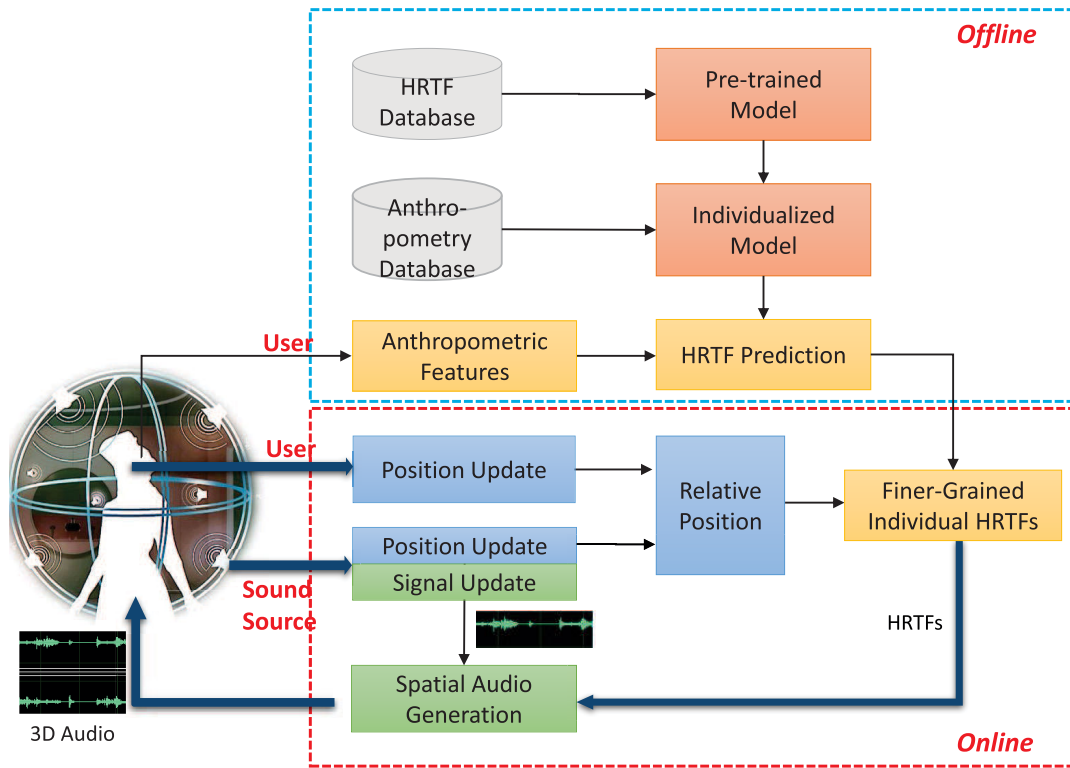 Offline
HRTF
Database
Pre-trained
Model
Anthro-
pometry
Database
Individualized
Model
User
Anthropometric
Features
HRTF Prediction
User
Position Update
Relative
Position
Finer-Grained
Individual HRTFs
Position Update
Signal Update
Sound
Source
HRTFs
Spatial Audio
Generation
3D Audio
Online